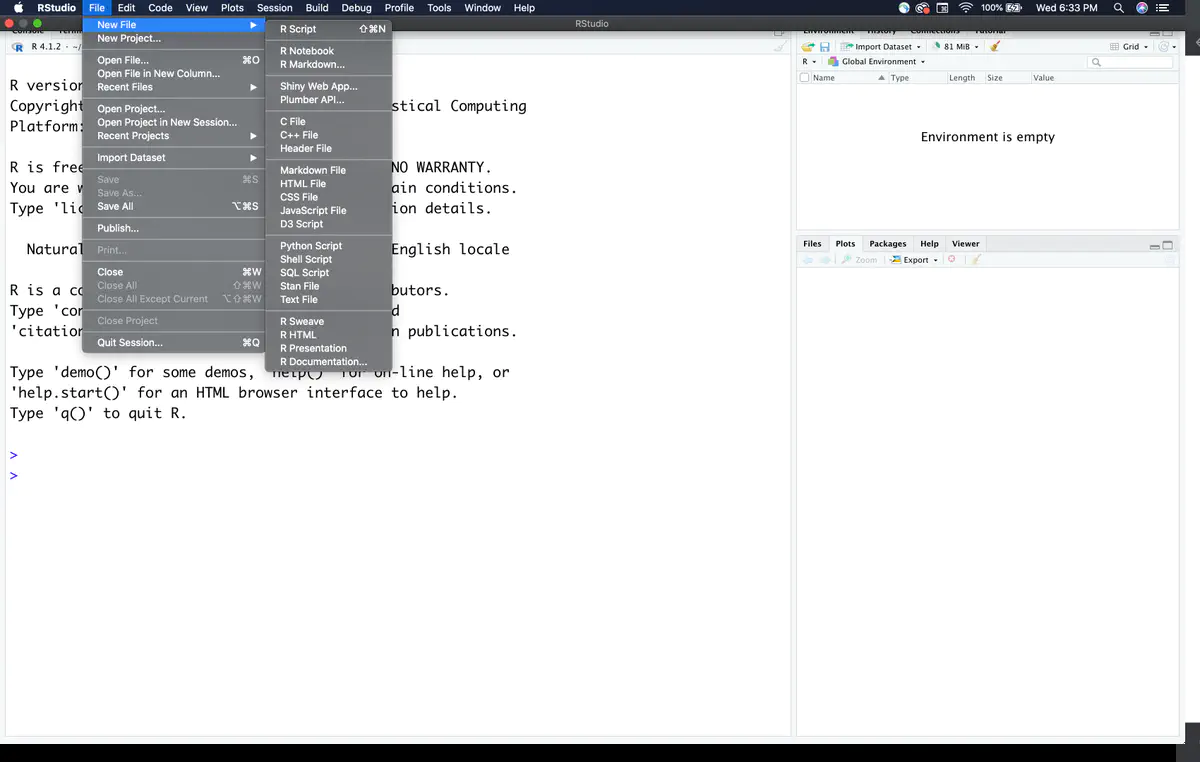 RStudio File Edit Code View Plots Session Build Debug Profile Tools Window Help 100% Wed 6:33 PM
RStudio
New File
New Project...
Open File... ⌘O
Open File in New Column...
Recent Files
Open Project...
Open Project in New Session...
Recent Projects
Import Dataset
Save ⌘S
Save As...
Save All ⌥⌘S
Publish...
Print...
Close ⌘W
Close All ⇧⌘W
Close All Except Current ⌥⇧⌘W
Close Project
Quit Session... ⌘Q
R Script ⇧⌘N
R Notebook
R Markdown...
Shiny Web App...
Plumber API...
C File
C++ File
Header File
Markdown File
HTML File
CSS File
JavaScript File
D3 Script
Python Script
Shell Script
SQL Script
Stan File
Text File
R Sweave
R HTML
R Presentation
R Documentation...
Console
R 4.1.2 · ~/
R version
Copyright stical Computing
Platform:
R is free NO WARRANTY.
You are w ain conditions.
Type 'lic ion details.
Natural English locale
R is a co butors.
Type 'con d
'citation n publications.
Type 'demo()' for some demos, 'help()' for on-line help, or
'help.start()' for an HTML browser interface to help.
Type 'q()' to quit R.
>
>
Environment History Connections Tutorial
Import Dataset 81 MiB Grid
R Global Environment
Name Type Length Size Value
Environment is empty
Files Plots Packages Help Viewer
Zoom Export